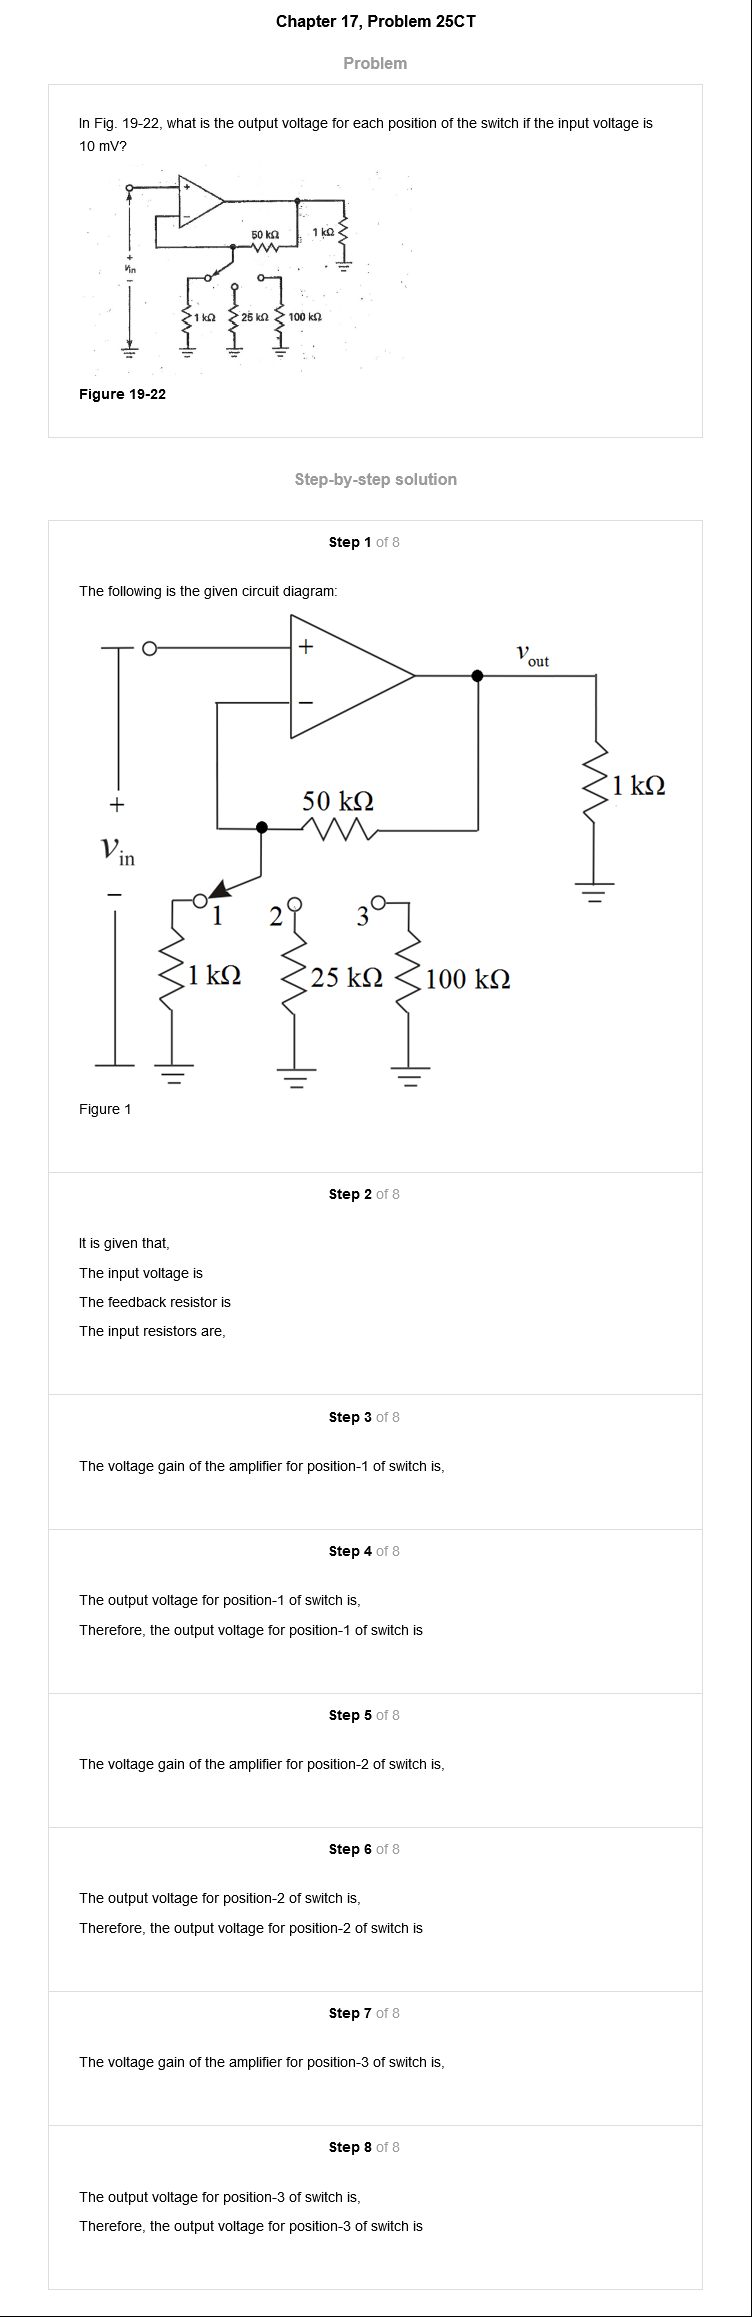 Chapter 17, Problem 25CT
Problem
In Fig. 19-22, what is the output voltage for each position of the switch if the input voltage is
10 mV?
+
−
50 kΩ
1 kΩ
+
Vin
−
1 kΩ
25 kΩ
100 kΩ
Figure 19-22
Step-by-step solution
Step 1 of 8
The following is the given circuit diagram:
+
Vout
−
1 kΩ
50 kΩ
+
Vin
−
1
2
3
1 kΩ
25 kΩ
100 kΩ
Figure 1
Step 2 of 8
It is given that,
The input voltage is
The feedback resistor is
The input resistors are,
Step 3 of 8
The voltage gain of the amplifier for position-1 of switch is,
Step 4 of 8
The output voltage for position-1 of switch is,
Therefore, the output voltage for position-1 of switch is
Step 5 of 8
The voltage gain of the amplifier for position-2 of switch is,
Step 6 of 8
The output voltage for position-2 of switch is,
Therefore, the output voltage for position-2 of switch is
Step 7 of 8
The voltage gain of the amplifier for position-3 of switch is,
Step 8 of 8
The output voltage for position-3 of switch is,
Therefore, the output voltage for position-3 of switch is